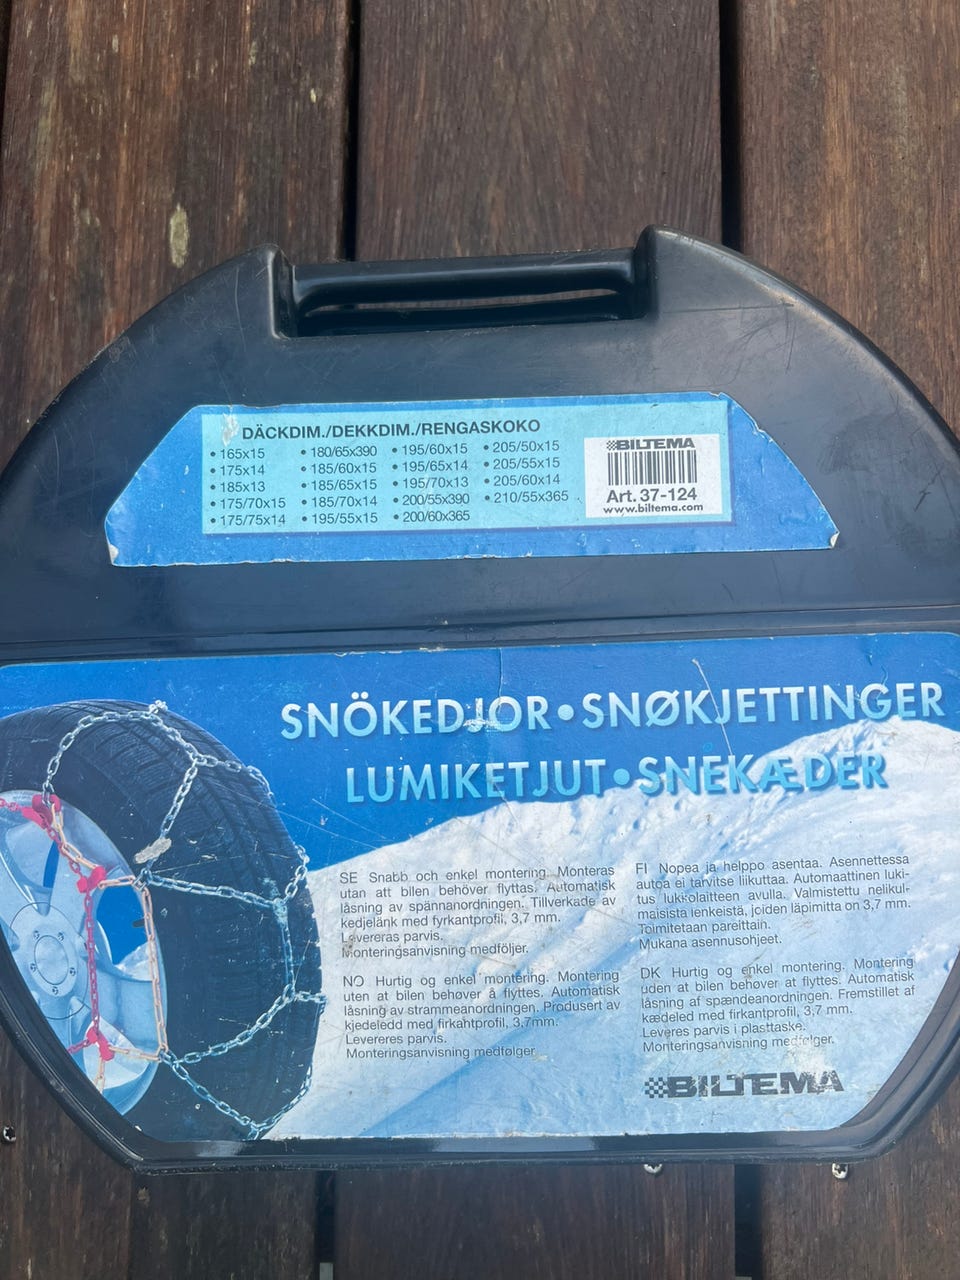 DÄCKDIM./DEKKDIM./RENGASKOKO
• 165x15
• 175x14
• 185x13
• 175/70x15
• 175/75x14
• 180/65x390
• 185/60x15
• 185/65x15
• 185/70x14
• 195/55x15
• 195/60x15
• 195/65x14
• 195/70x13
• 200/55x390
• 200/60x365
• 205/50x15
• 205/55x15
• 205/60x14
• 210/55x365
BILTEMA
Art. 37-124
www.biltema.com
SNÖKEDJOR • SNØKJETTINGER
LUMIKETJUT • SNEKÆDER
SE Snabb och enkel montering. Monteras
utan att bilen behöver flyttas. Automatisk
låsning av spännanordningen. Tillverkade av
kedjelänk med fyrkantprofil, 3,7 mm.
Levereras parvis.
Monteringsanvisning medföljer.
NO Hurtig og enkel montering. Montering
uten at bilen behøver å flyttes. Automatisk
låsning av strammeanordningen. Produsert av
kjedeledd med firkantprofil, 3,7mm.
Levereres parvis.
Monteringsanvisning medfølger
FI Nopea ja helppo asentaa. Asennettessa
autoa ei tarvitse liikuttaa. Automaattinen luki-
tus lukkolaitteen avulla. Valmistettu nelikul-
maisista lenkeistä, joiden läpimitta on 3,7 mm.
Toimitetaan pareittain.
Mukana asennusohjeet.
DK Hurtig og enkel montering. Montering
uden at bilen behøver at flyttes. Automatisk
låsning af spændeanordningen. Fremstillet af
kædeled med firkantprofil, 3,7 mm.
Leveres parvis i plasttaske.
Monteringsanvisning medfølger.
BILTEMA